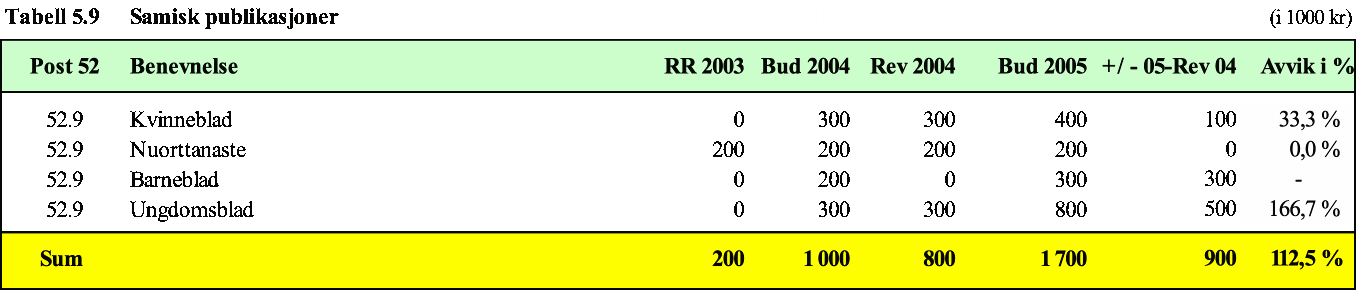 Tabell 5.9 Samisk publikasjoner (i 1000 kr)
Post 52 Benevnelse RR 2003 Bud 2004 Rev 2004 Bud 2005 +/ - 05-Rev 04 Avvik i %
52.9 Kvinneblad 0 300 300 400 100 33,3 %
52.9 Nuorttanaste 200 200 200 200 0 0,0 %
52.9 Barneblad 0 200 0 300 300 -
52.9 Ungdomsblad 0 300 300 800 500 166,7 %
Sum 200 1 000 800 1 700 900 112,5 %